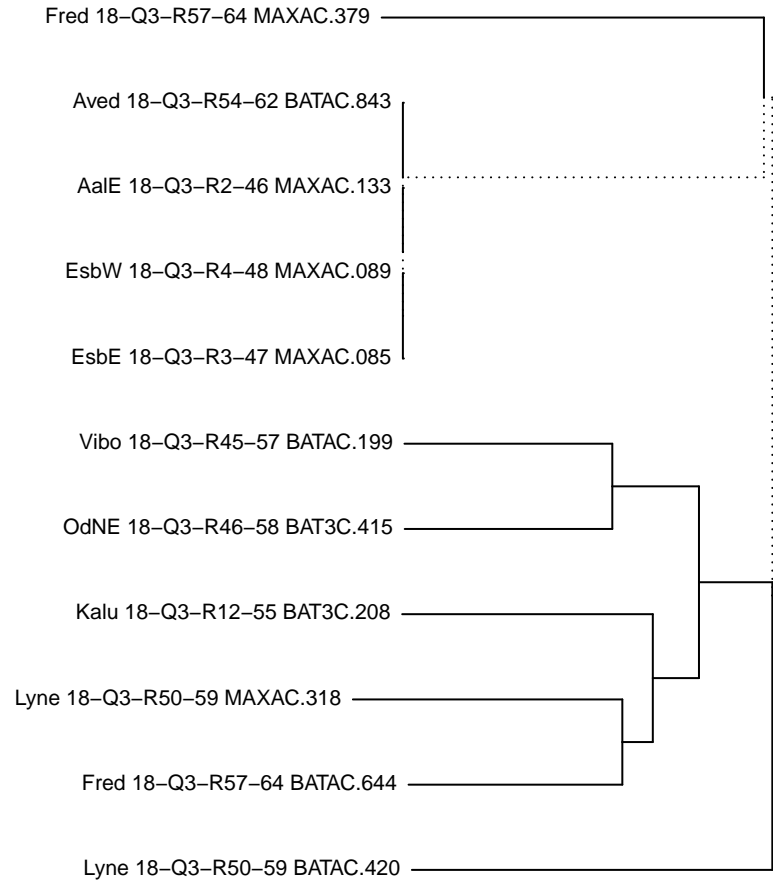 Fred 18−Q3−R57−64 MAXAC.379
Aved 18−Q3−R54−62 BATAC.843
AalE 18−Q3−R2−46 MAXAC.133
EsbW 18−Q3−R4−48 MAXAC.089
EsbE 18−Q3−R3−47 MAXAC.085
Vibo 18−Q3−R45−57 BATAC.199
OdNE 18−Q3−R46−58 BAT3C.415
Kalu 18−Q3−R12−55 BAT3C.208
Lyne 18−Q3−R50−59 MAXAC.318
Fred 18−Q3−R57−64 BATAC.644
Lyne 18−Q3−R50−59 BATAC.420